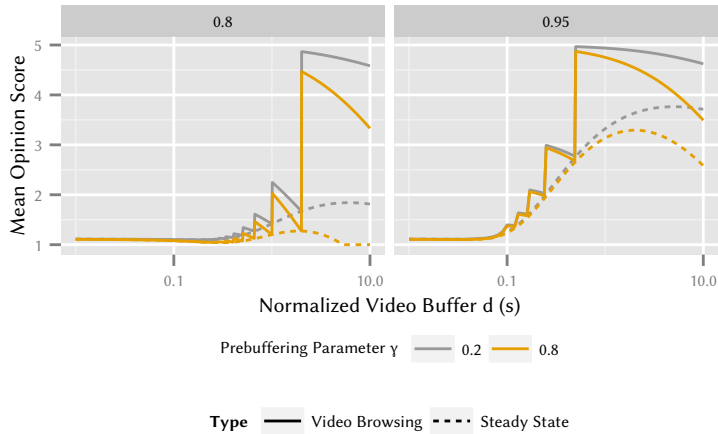 0.8
0.95
Mean Opinion Score
5
4
3
2
1
0.1
10.0
0.1
10.0
Normalized Video Buffer d (s)
Prebuffering Parameter γ 0.2 0.8
Type Video Browsing Steady State